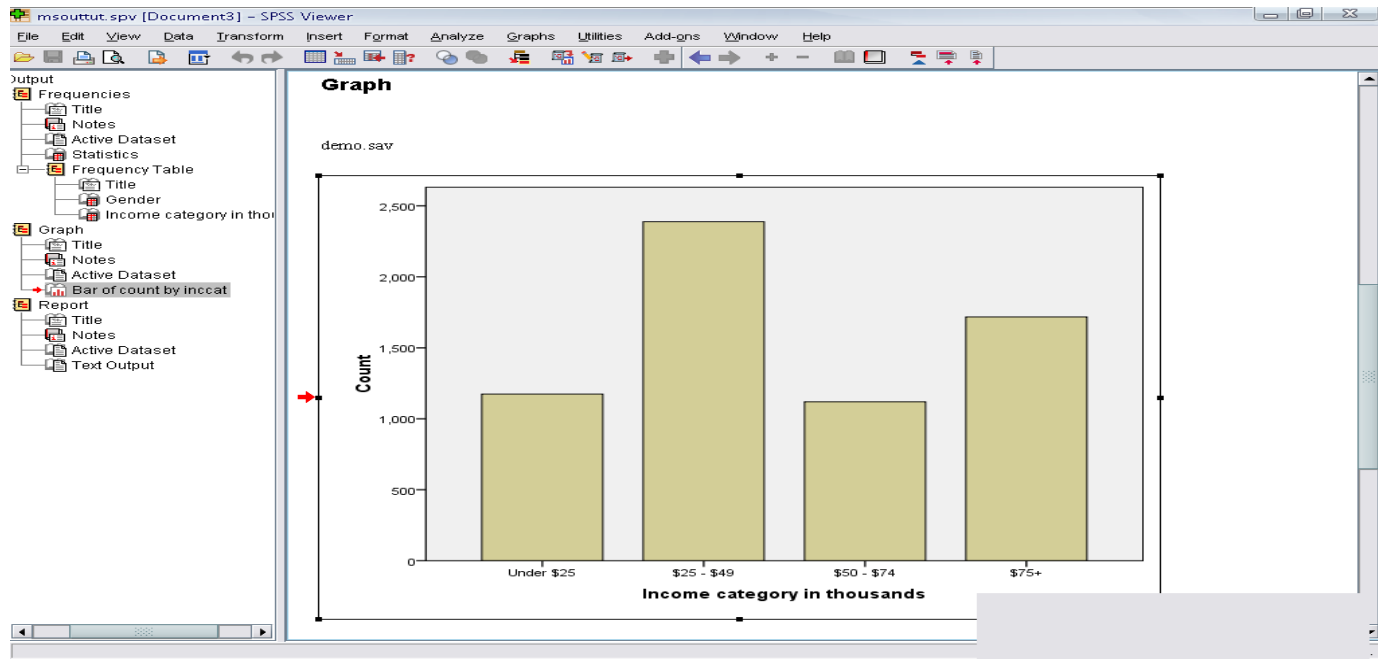 msouttut.spv [Document3] – SPSS Viewer
File Edit View Data Transform Insert Format Analyze Graphs Utilities Add-ons Window Help
Frequencies
Title
Notes
Active Dataset
Statistics
Frequency Table
Title
Gender
Income category in
Graph
Title
Notes
Active Dataset
Bar of count by inccat
Report
Title
Notes
Active Dataset
Text Output
Graph
demo.sav
2,500
2,000
1,500
1,000
500
0
Count
Under $25 $25 - $49 $50 - $74 $75+
Income category in thousands